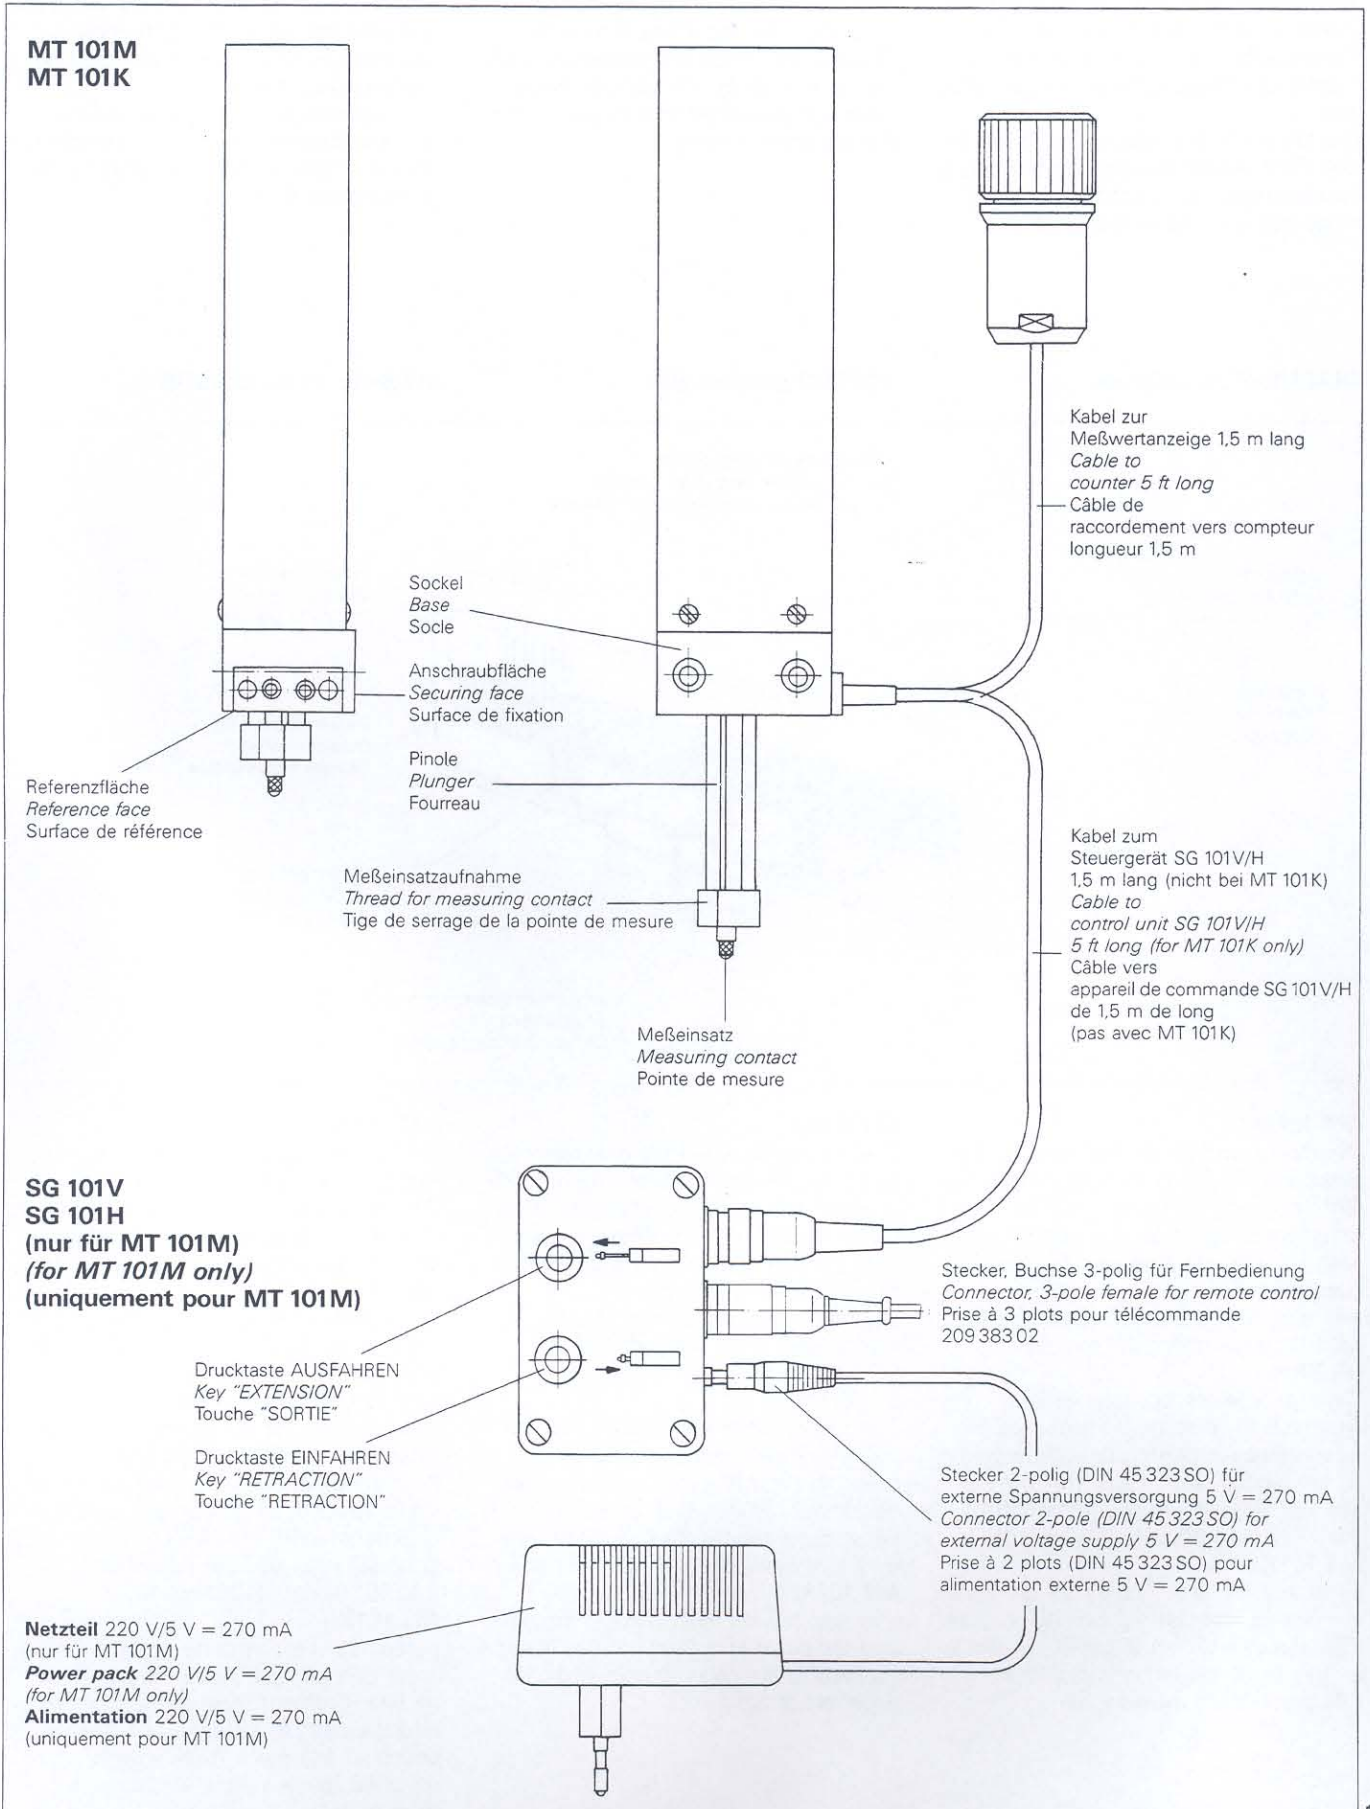 MT 101M
MT 101K
Kabel zur
Meßwertanzeige 1,5 m lang
Cable to
counter 5 ft long
Câble de
raccordement vers compteur
longueur 1,5 m
Sockel
Base
Socle
Anschraubfläche
Securing face
Surface de fixation
Pinole
Plunger
Fourreau
Referenzfläche
Reference face
Surface de référence
Meßeinsatzaufnahme
Thread for measuring contact
Tige de serrage de la pointe de mesure
Kabel zum
Steuergerät SG 101V/H
1,5 m lang (nicht bei MT 101K)
Cable to
control unit SG 101V/H
5 ft long (for MT 101K only)
Câble vers
appareil de commande SG 101V/H
de 1,5 m de long
(pas avec MT 101K)
Meßeinsatz
Measuring contact
Pointe de mesure
SG 101V
SG 101H
(nur für MT 101M)
(for MT 101M only)
(uniquement pour MT 101M)
Stecker, Buchse 3-polig für Fernbedienung
Connector, 3-pole female for remote control
Prise à 3 plots pour télécommande
209 383 02
Drucktaste AUSFAHREN
Key "EXTENSION"
Touche "SORTIE"
Drucktaste EINFAHREN
Key "RETRACTION"
Touche "RETRACTION"
Stecker 2-polig (DIN 45 323 SO) für
externe Spannungsversorgung 5 V = 270 mA
Connector 2-pole (DIN 45 323 SO) for
external voltage supply 5 V = 270 mA
Prise à 2 plots (DIN 45 323 SO) pour
alimentation externe 5 V = 270 mA
Netzteil 220 V/5 V = 270 mA
(nur für MT 101M)
Power pack 220 V/5 V = 270 mA
(for MT 101M only)
Alimentation 220 V/5 V = 270 mA
(uniquement pour MT 101M)